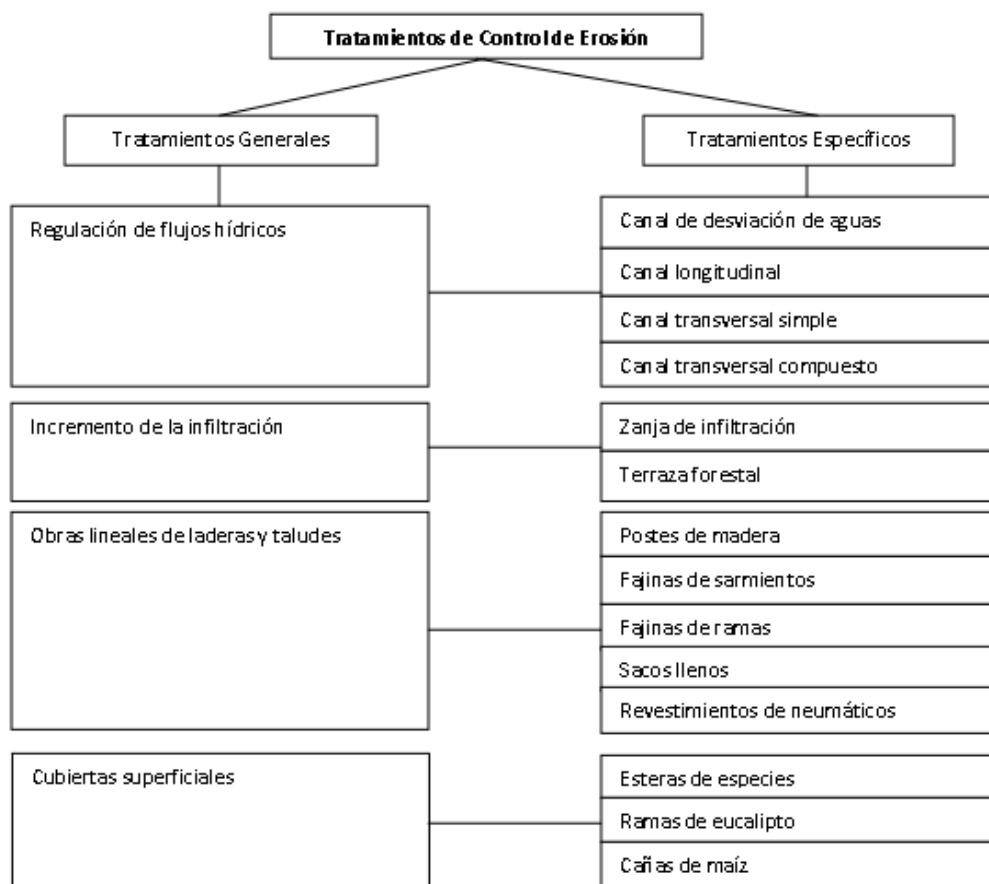 Tratamientos de Control de Erosión
Tratamientos Generales
Tratamientos Específicos
Regulación de flujos hídricos
Canal de desviación de aguas
Canal longitudinal
Canal transversal simple
Canal transversal compuesto
Incremento de la infiltración
Zanja de infiltración
Terraza forestal
Obras lineales de laderas y taludes
Postes de madera
Fajinas de sarmientos
Fajinas de ramas
Sacos llenos
Revestimientos de neumáticos
Cubiertas superficiales
Esteras de especies
Ramas de eucalipto
Cañas de maíz